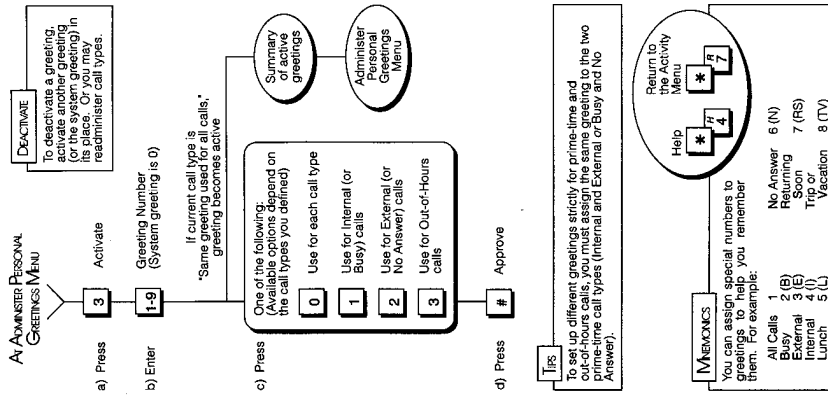 AT ADMINISTER PERSONAL
GREETINGS MENU
a) Press
3
Activate
b) Enter
1-9
Greeting Number
(System greeting is 0)
If current call type is
"Same greeting used for all calls,"
greeting becomes active
Summary
of active
greetings
Administer
Personal
Greetings
Menu
c) Press
One of the following:
(Available options depend on
the call types you defined)
0 Use for each call type
1 Use for Internal (or
Busy) calls
2 Use for External (or
No Answer) calls
3 Use for Out-of-Hours
calls
d) Press
#
Approve
DEACTIVATE
To deactivate a greeting,
activate another greeting
(or the system greeting) in
its place. Or you may
readminister call types.
TIPS
To set up different greetings strictly for prime-time and
out-of-hours calls, you must assign the same greeting to the two
prime-time call types (Internal and External or Busy and No
Answer).
MNEMONICS
You can assign special numbers to
greetings to help you remember
them. For example:
All Calls 1
Busy 2 (B)
External 3 (E)
Internal 4 (I)
Lunch 5 (L)
No Answer 6 (N)
Returning
Soon 7 (RS)
Trip or
Vacation 8 (TV)
Help
* H 4
Return to
the Activity
Menu
* R 7